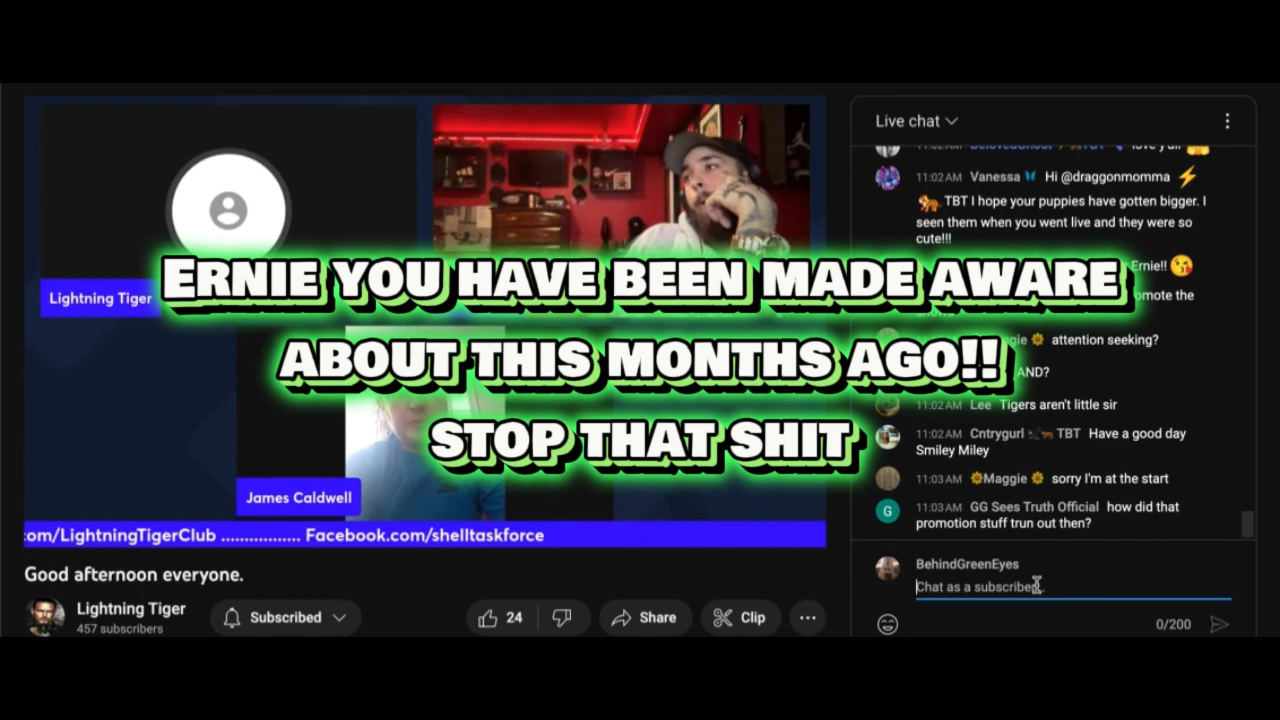 Live chat
11:02 AM Vanessa Hi @draggonmomma
TBT I hope your puppies have gotten bigger. I
seen them when you went live and they were so
cute!!!
Ernie!!
omote the
attention seeking?
AND?
11:02 AM Lee Tigers aren't little sir
11:02 AM Cntrygurl TBT Have a good day
Smiley Miley
11:03 AM Maggie sorry I'm at the start
11:03 AM GG Sees Truth Official how did that
promotion stuff trun out then?
G
BehindGreenEyes
Chat as a subscriber...
0/200
Lightning Tiger
ERNIE YOU HAVE BEEN MADE AWARE
ABOUT THIS MONTHS AGO!!
STOP THAT SHIT
James Caldwell
com/LightningTigerClub .................. Facebook.com/shelltaskforce
Good afternoon everyone.
Lightning Tiger
457 subscribers
Subscribed
24
Share
Clip